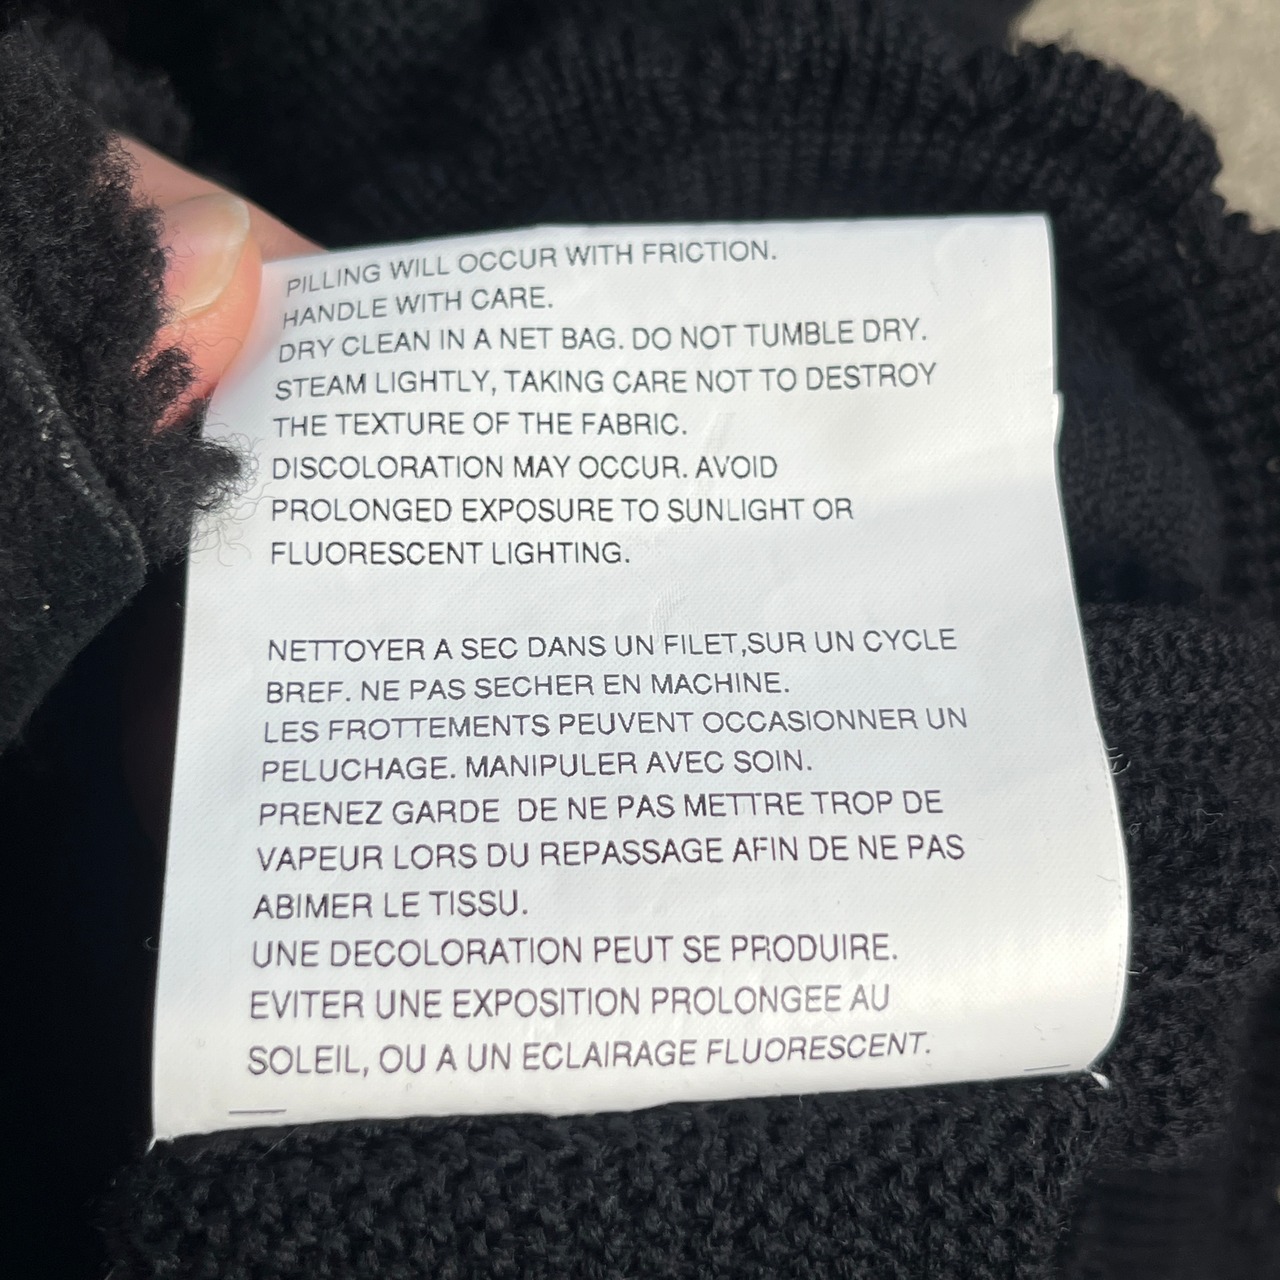 PILLING WILL OCCUR WITH FRICTION.
HANDLE WITH CARE.
DRY CLEAN IN A NET BAG. DO NOT TUMBLE DRY.
STEAM LIGHTLY, TAKING CARE NOT TO DESTROY
THE TEXTURE OF THE FABRIC.
DISCOLORATION MAY OCCUR. AVOID
PROLONGED EXPOSURE TO SUNLIGHT OR
FLUORESCENT LIGHTING.
NETTOYER A SEC DANS UN FILET,SUR UN CYCLE
BREF. NE PAS SECHER EN MACHINE.
LES FROTTEMENTS PEUVENT OCCASIONNER UN
PELUCHAGE. MANIPULER AVEC SOIN.
PRENEZ GARDE  DE NE PAS METTRE TROP DE
VAPEUR LORS DU REPASSAGE AFIN DE NE PAS
ABIMER LE TISSU.
UNE DECOLORATION PEUT SE PRODUIRE.
EVITER UNE EXPOSITION PROLONGEE AU
SOLEIL, OU A UN ECLAIRAGE FLUORESCENT.